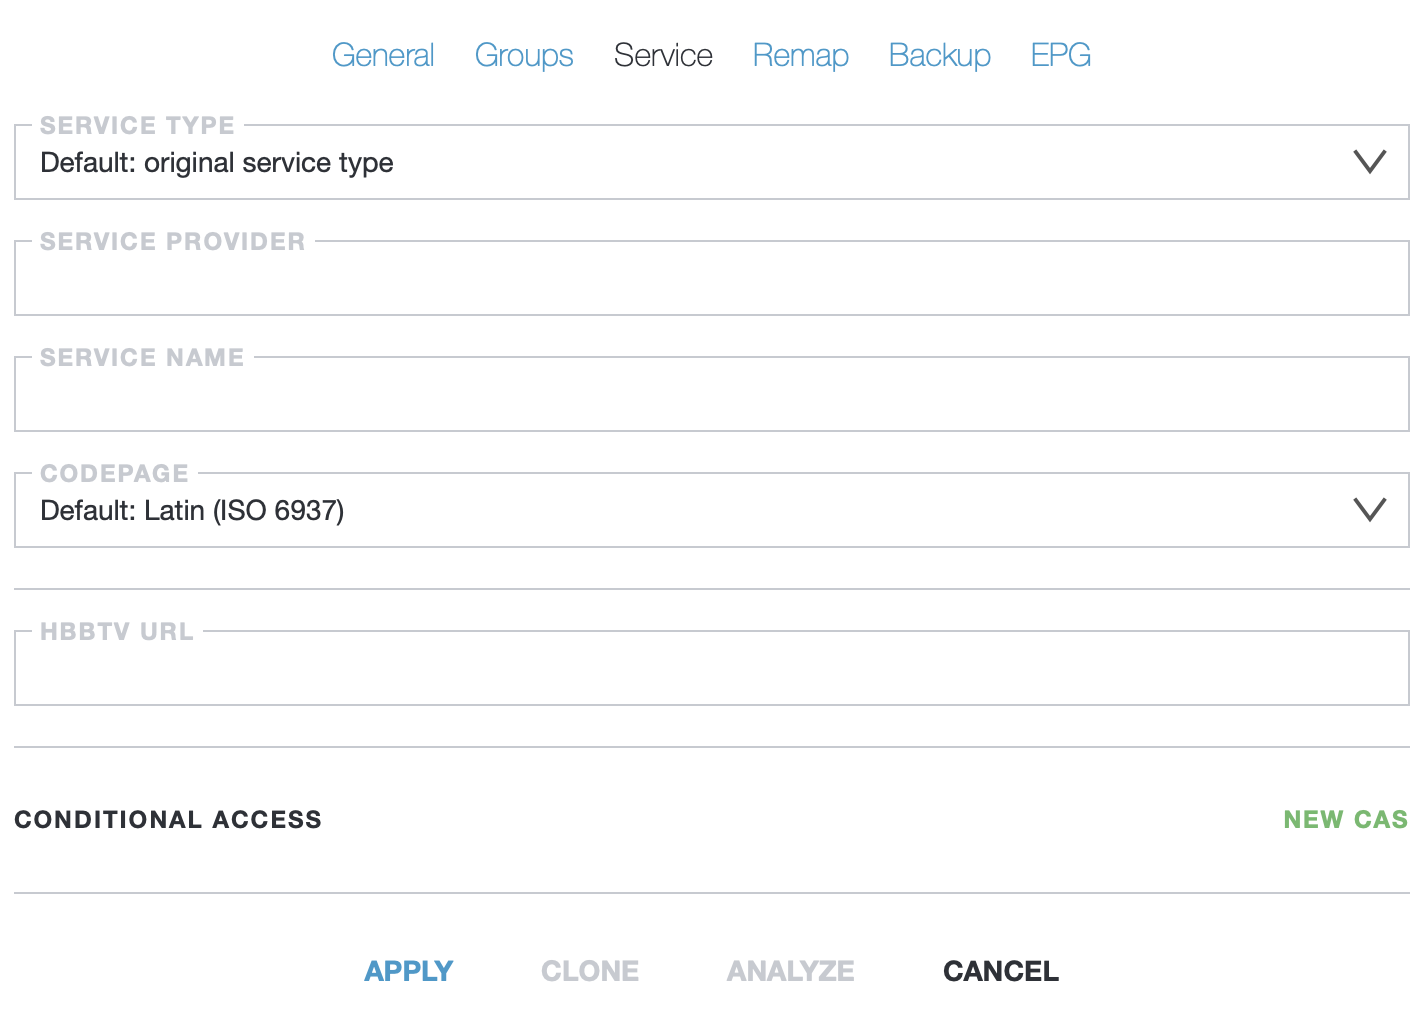 General Groups Service Remap Backup EPG
SERVICE TYPE
Default: original service type
SERVICE PROVIDER
SERVICE NAME
CODEPAGE
Default: Latin (ISO 6937)
HBBTV URL
CONDITIONAL ACCESS NEW CAS
APPLY CLONE ANALYZE CANCEL